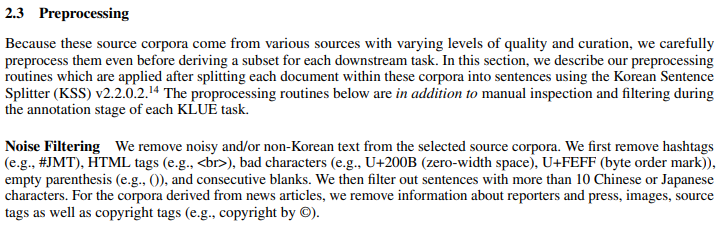 2.3 Preprocessing
Because these source corpora come from various sources with varying levels of quality and curation, we carefully
preprocess them even before deriving a subset for each downstream task. In this section, we describe our preprocessing
routines which are applied after splitting each document within these corpora into sentences using the Korean Sentence
Splitter (KSS) v2.2.0.2.14 The proprocessing routines below are in addition to manual inspection and filtering during
the annotation stage of each KLUE task.
Noise Filtering We remove noisy and/or non-Korean text from the selected source corpora. We first remove hashtags
(e.g., #JMT), HTML tags (e.g., <br>), bad characters (e.g., U+200B (zero-width space), U+FEFF (byte order mark)),
empty parenthesis (e.g., ()), and consecutive blanks. We then filter out sentences with more than 10 Chinese or Japanese
characters. For the corpora derived from news articles, we remove information about reporters and press, images, source
tags as well as copyright tags (e.g., copyright by ©).